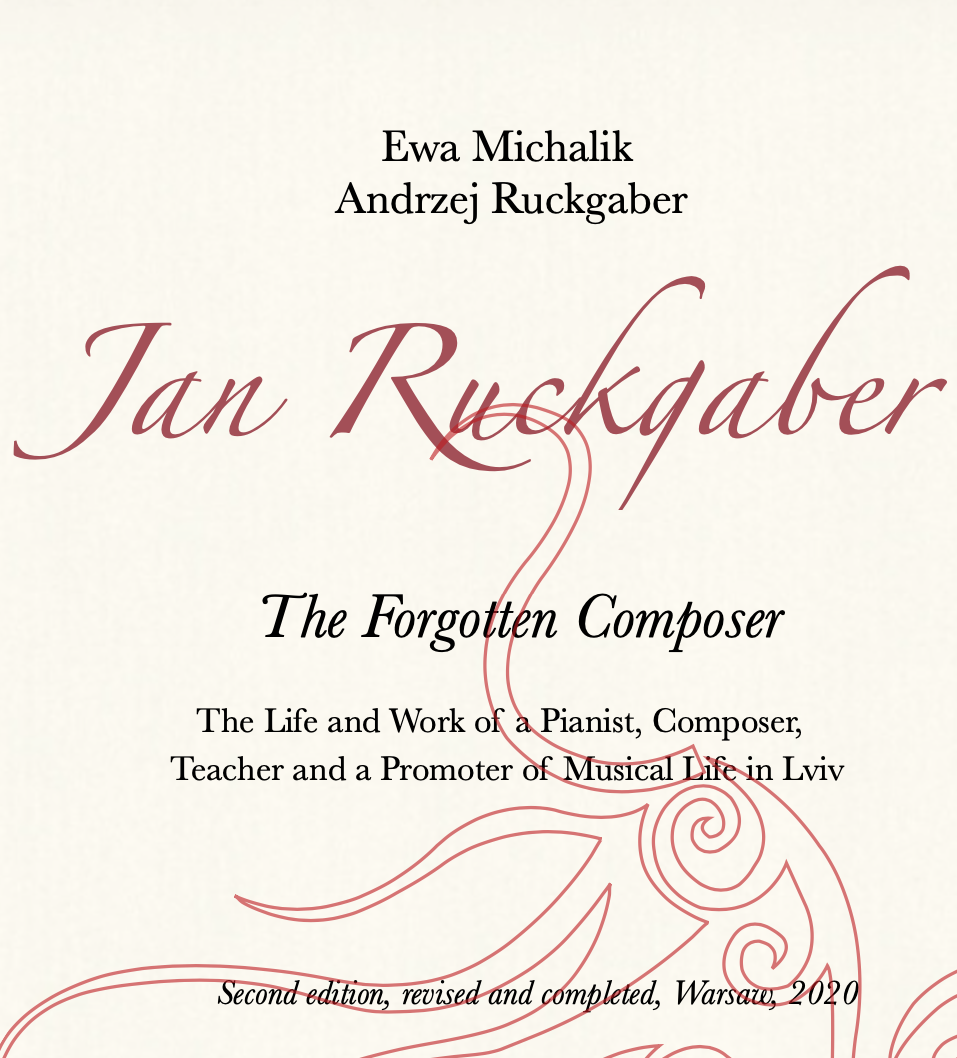 Ewa Michalik
Andrzej Ruckgaber
Jan Ruckgaber
The Forgotten Composer
The Life and Work of a Pianist, Composer,
Teacher and a Promoter of Musical Life in Lviv
Second edition, revised and completed, Warsaw, 2020